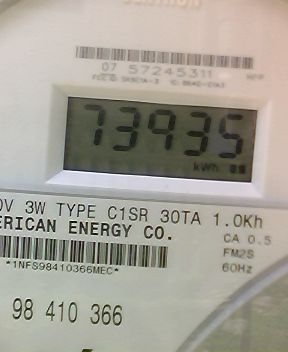 07 57245311
73935
kWh
0V 3W TYPE C1SR 30TA 1.0Kh
ERICAN ENERGY CO.
CA 0.5
FM2S
60Hz
*1NFS98410366MEC*
98 410 366